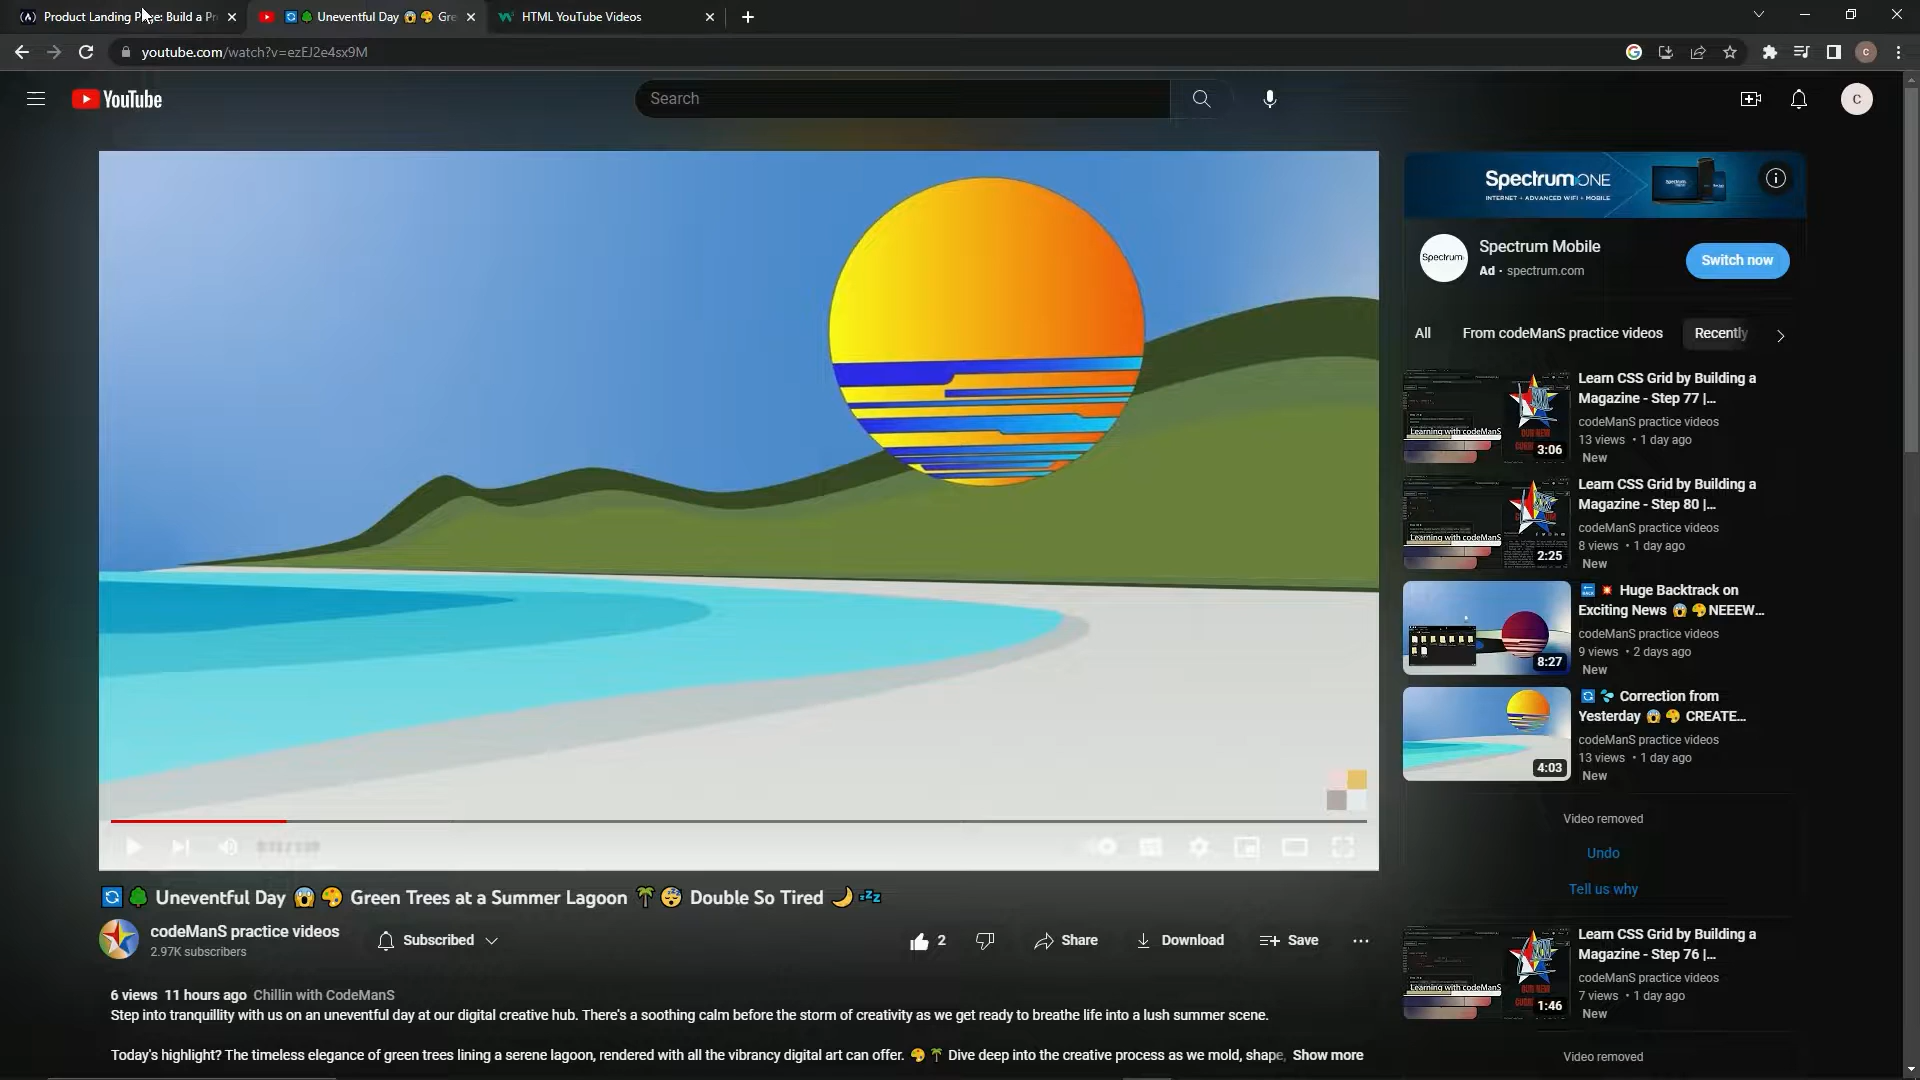 Product Landing Page: Build a Pr
Uneventful Day
Gre
HTML YouTube Videos
youtube.com/watch?v=ezEJ2e4sx9M
C
YouTube
Search
C
SpectrumONE
INTERNET + ADVANCED WIFI + MOBILE
Spectrum
Spectrum Mobile
Ad · spectrum.com
Switch now
All
From codeManS practice videos
Recently
Learn CSS Grid by Building a
Magazine - Step 77 |...
codeManS practice videos
13 views • 1 day ago
New
Learning with codeManS
3:06
Learn CSS Grid by Building a
Magazine - Step 80 |...
codeManS practice videos
8 views • 1 day ago
New
Learning with codeManS
2:25
Huge Backtrack on
Exciting News 😱 🎨NEEEW...
codeManS practice videos
9 views • 2 days ago
New
8:27
Correction from
Yesterday 😱 🎨 CREATE...
codeManS practice videos
13 views • 1 day ago
New
4:03
Video removed
Undo
Tell us why
Learn CSS Grid by Building a
Magazine - Step 76 |...
codeManS practice videos
7 views • 1 day ago
New
Learning with codeManS
1:46
Video removed
🔄🌳 Uneventful Day 😱🎨 Green Trees at a Summer Lagoon 🌴😴 Double So Tired 🌙💤
codeManS practice videos
2.97K subscribers
Subscribed
2
Share
Download
Save
6 views 11 hours ago Chillin with CodeManS
Step into tranquillity with us on an uneventful day at our digital creative hub. There's a soothing calm before the storm of creativity as we get ready to breathe life into a lush summer scene.
Today's highlight? The timeless elegance of green trees lining a serene lagoon, rendered with all the vibrancy digital art can offer. 🎨🌴 Dive deep into the creative process as we mold, shape, Show more